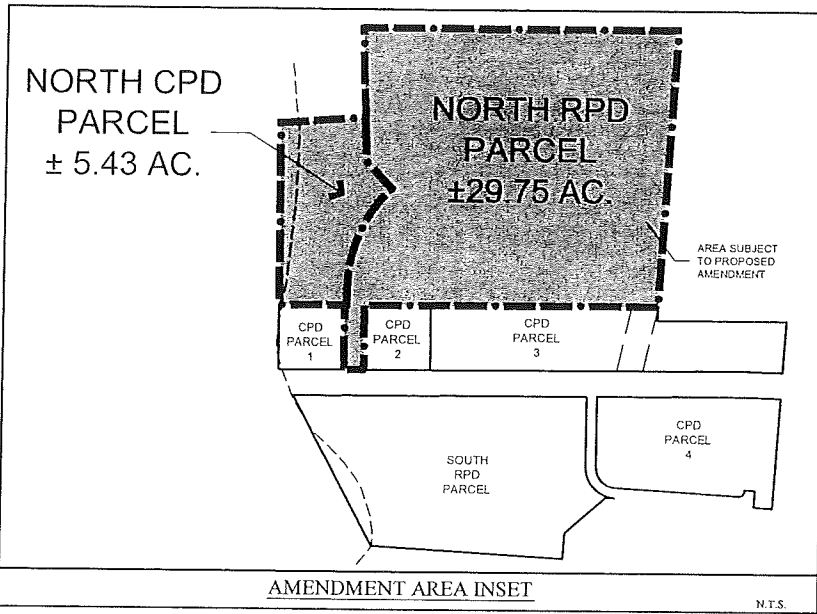 NORTH CPD
PARCEL
± 5.43 AC.
NORTH RPD
PARCEL
±29.75 AC.
AREA SUBJECT
TO PROPOSED
AMENDMENT
CPD
PARCEL
1
CPD
PARCEL
2
CPD
PARCEL
3
CPD
PARCEL
4
SOUTH
RPD
PARCEL
AMENDMENT AREA INSET
N.T.S.